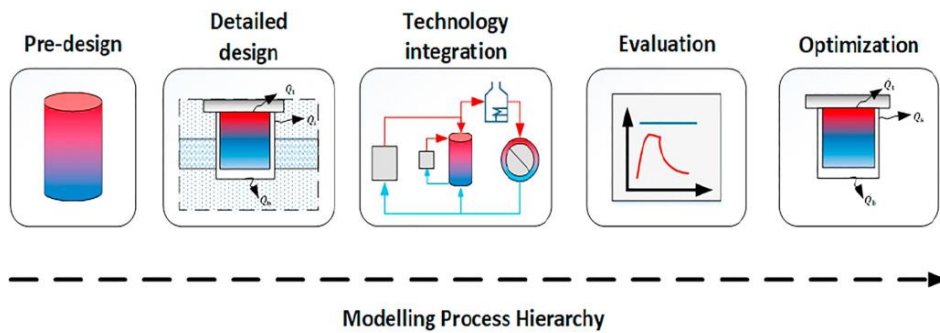 Pre-design
Detailed
design
Technology
integration
Evaluation
Optimization
Modelling Process Hierarchy